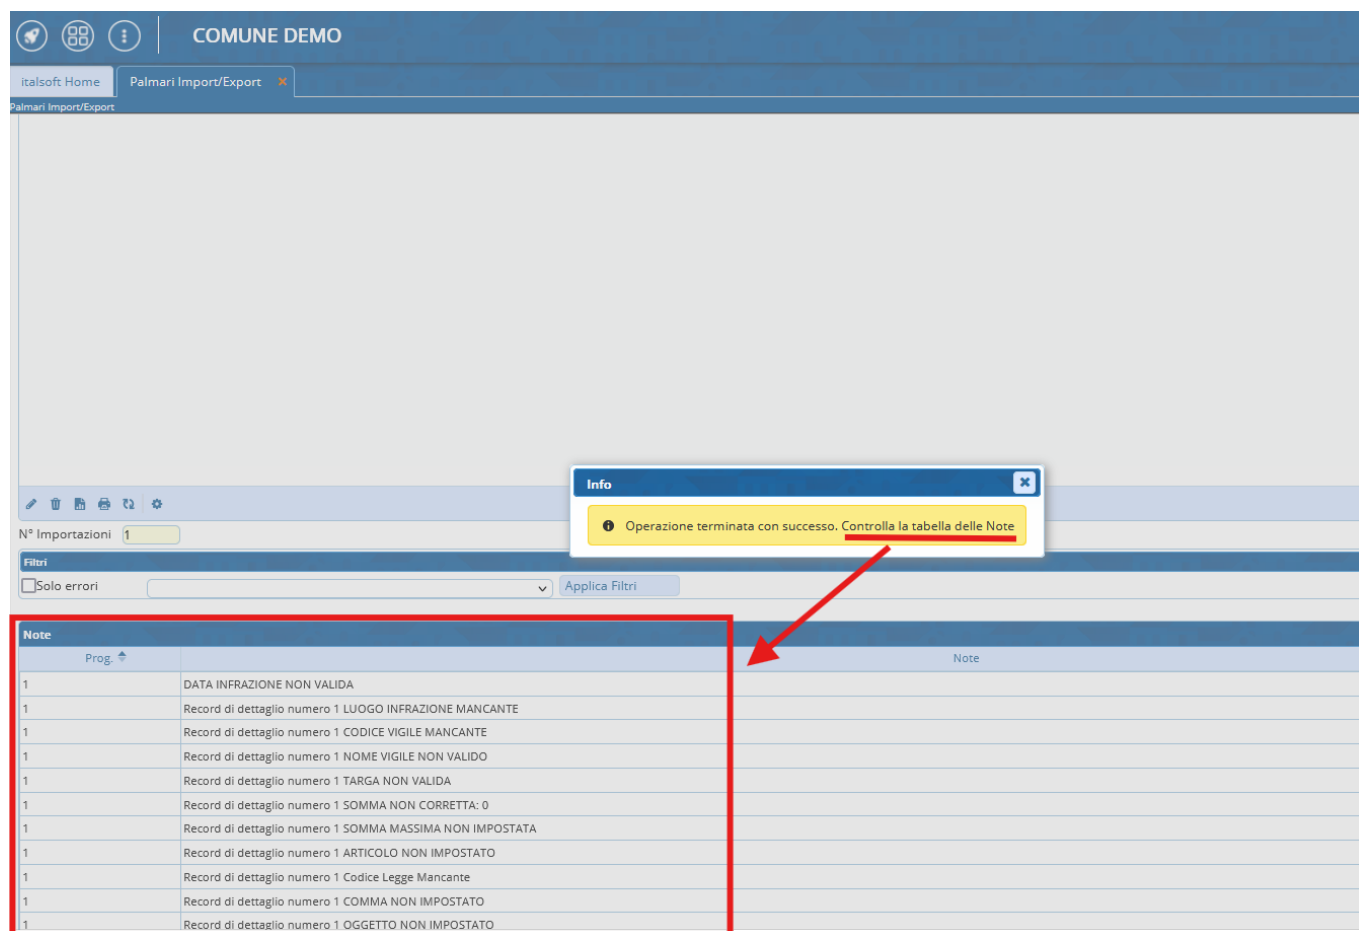 COMUNE DEMO
italsoft Home
Palmari Import/Export
Palmari Import/Export
Info
Operazione terminata con successo. Controlla la tabella delle Note
N° Importazioni 1
Filtri
Solo errori
Applica Filtri
Note
Prog. Note
1 DATA INFRAZIONE NON VALIDA
1 Record di dettaglio numero 1 LUOGO INFRAZIONE MANCANTE
1 Record di dettaglio numero 1 CODICE VIGILE MANCANTE
1 Record di dettaglio numero 1 NOME VIGILE NON VALIDO
1 Record di dettaglio numero 1 TARGA NON VALIDA
1 Record di dettaglio numero 1 SOMMA NON CORRETTA: 0
1 Record di dettaglio numero 1 SOMMA MASSIMA NON IMPOSTATA
1 Record di dettaglio numero 1 ARTICOLO NON IMPOSTATO
1 Record di dettaglio numero 1 Codice Legge Mancante
1 Record di dettaglio numero 1 COMMA NON IMPOSTATO
1 Record di dettaglio numero 1 OGGETTO NON IMPOSTATO